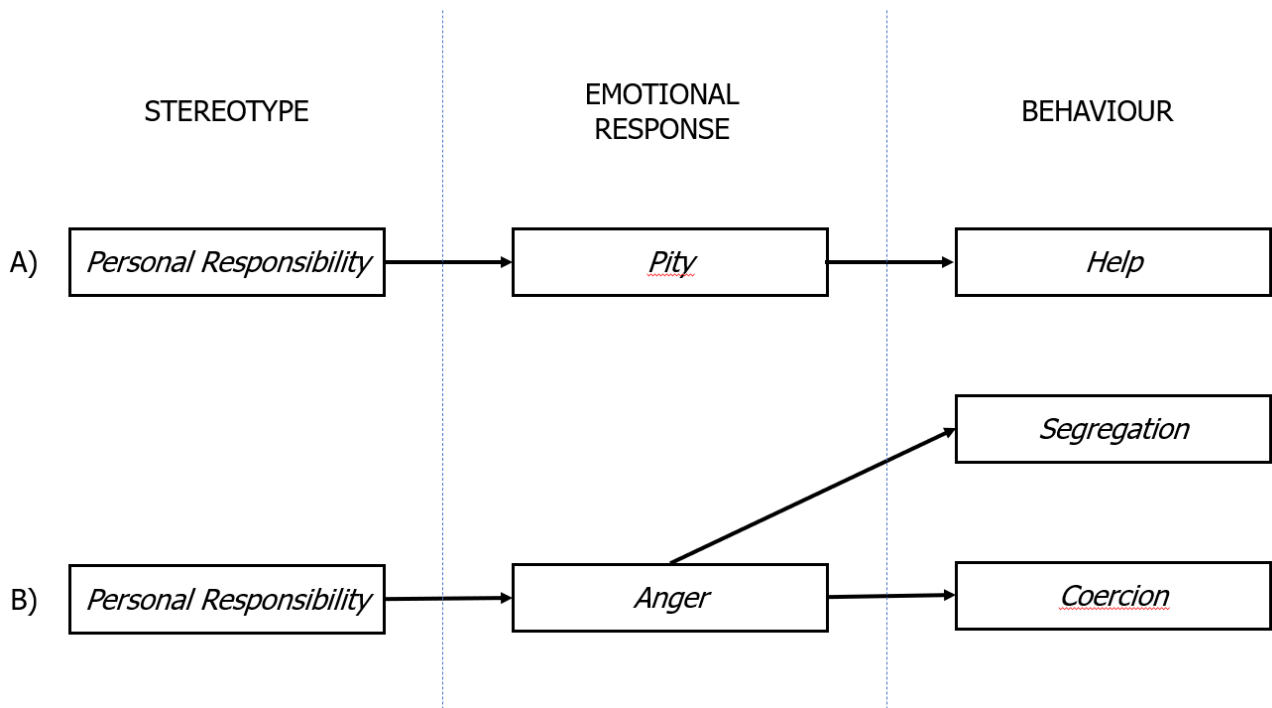 STEREOTYPE
EMOTIONAL
RESPONSE
BEHAVIOUR
A)
Personal Responsibility
Pity
Help
Segregation
B)
Personal Responsibility
Anger
Coercion